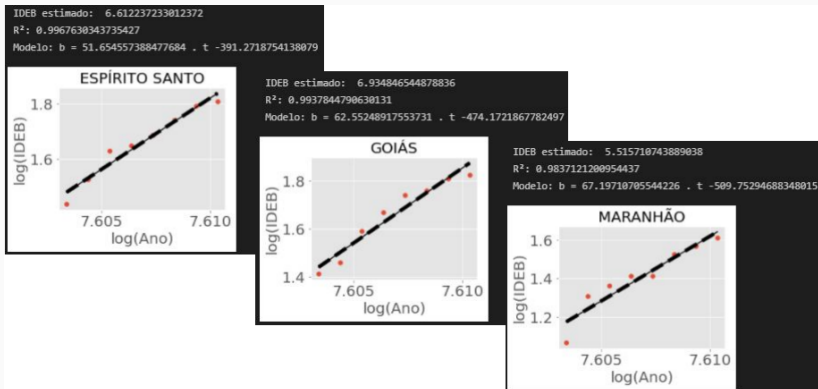 IDEB estimado: 6.612237233012372
R²: 0.9967630343735427
Modelo: b = 51.654557388477684 . t -391.2718754138079
ESPÍRITO SANTO
1.8
1.6
log(IDEB)
7.605
7.610
log(Ano)
IDEB estimado: 6.934846544878836
R²: 0.9937844790630131
Modelo: b = 62.55248917553731 . t -474.1721867782497
GOIÁS
1.8
1.6
1.4
log(IDEB)
7.605
7.610
log(Ano)
IDEB estimado: 5.515710743889038
R²: 0.9837121200954437
Modelo: b = 67.19710705544226 . t -509.75294688348015
MARANHÃO
1.6
1.4
1.2
log(IDEB)
7.605
7.610
log(Ano)